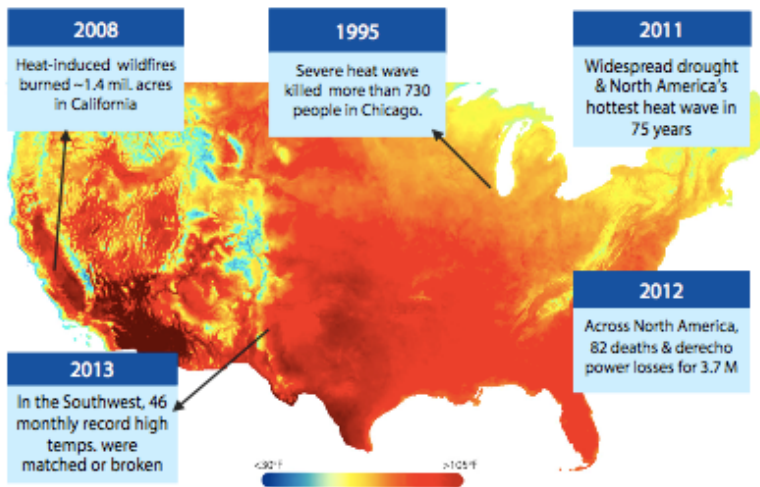 2008
Heat-induced wildfires
burned ~1.4 mil. acres
in California
1995
Severe heat wave
killed more than 730
people in Chicago.
2011
Widespread drought
& North America's
hottest heat wave in
75 years
2012
Across North America,
82 deaths & derecho
power losses for 3.7 M
2013
In the Southwest, 46
monthly record high
temps. were
matched or broken
<30°F >105°F